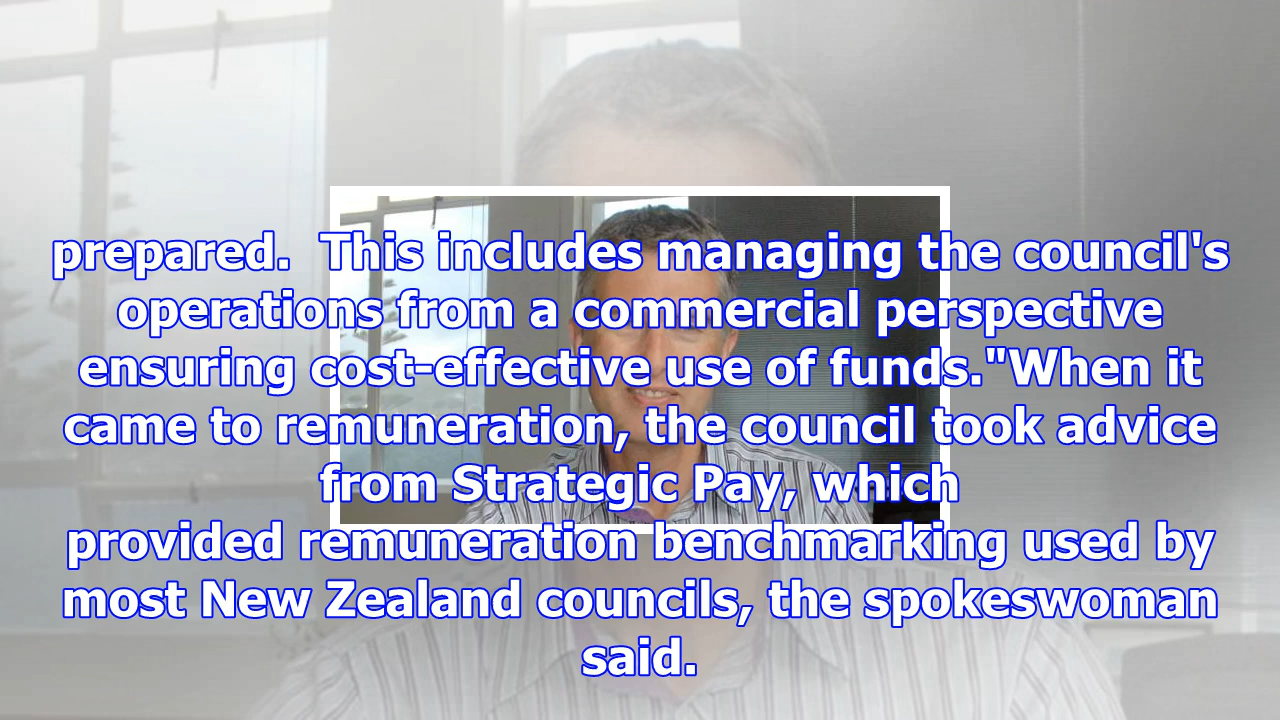 prepared.  This includes managing the council's
operations from a commercial perspective
ensuring cost-effective use of funds."When it
came to remuneration, the council took advice
from Strategic Pay, which
provided remuneration benchmarking used by
most New Zealand councils, the spokeswoman
said.